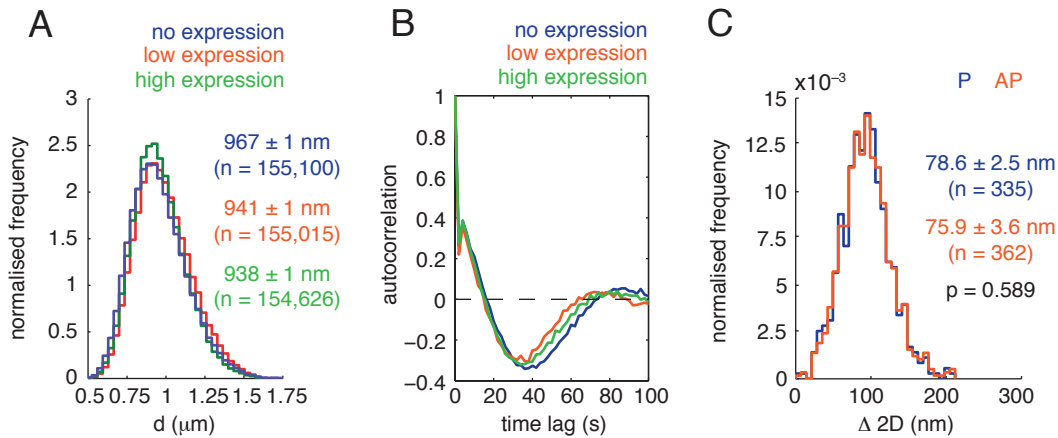 A
no expression
low expression
high expression
3
2.5
2
1.5
1
0.5
0
0.5 0.75 1 1.25 1.5 1.75
normalised frequency
d (μm)
967 ± 1 nm
(n = 155,100)
941 ± 1 nm
(n = 155,015)
938 ± 1 nm
(n = 154,626)
B
no expression
low expression
high expression
1
0.8
0.6
0.4
0.2
0
−0.2
−0.4
0 20 40 60 80 100
autocorrelation
time lag (s)
C
x10⁻³
P AP
15
12.5
10
7.5
5
2.5
0
0 100 200 300
normalised frequency
Δ 2D (nm)
78.6 ± 2.5 nm
(n = 335)
75.9 ± 3.6 nm
(n = 362)
p = 0.589